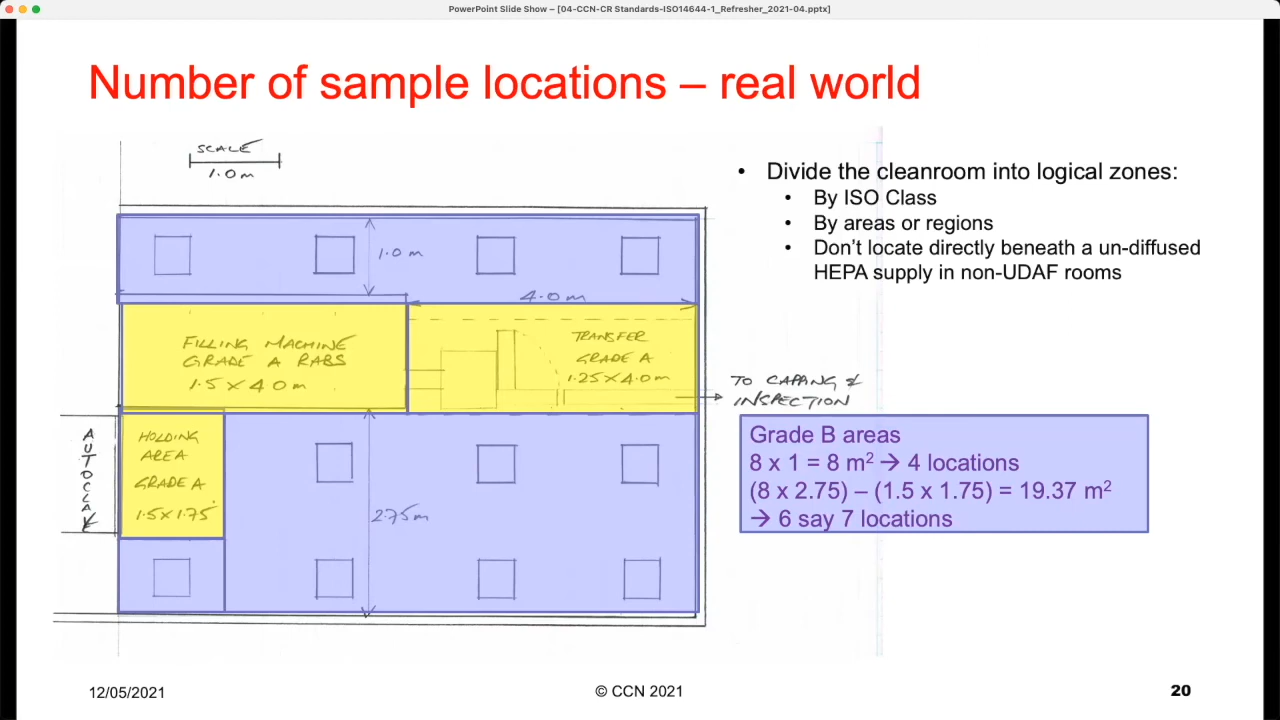 PowerPoint Slide Show – [04-CCN-CR Standards-ISO14644-1_Refresher_2021-04.pptx]
Number of sample locations – real world
SCALE
1.0m
• Divide the cleanroom into logical zones:
• By ISO Class
• By areas or regions
• Don't locate directly beneath a un-diffused
HEPA supply in non-UDAF rooms
1.0 m
4.0m
FILLING MACHINE
GRADE A RABS
1.5 X 4.0m
TRANSFER
GRADE A
1.25 X 4.0m
TO CAPPING &
INSPECTION
AUTOCLAVE
HOLDING
AREA
GRADE A
1.5 X 1.75
2.75m
Grade B areas
8 x 1 = 8 m² → 4 locations
(8 x 2.75) – (1.5 x 1.75) = 19.37 m²
→ 6 say 7 locations
12/05/2021
© CCN 2021
20